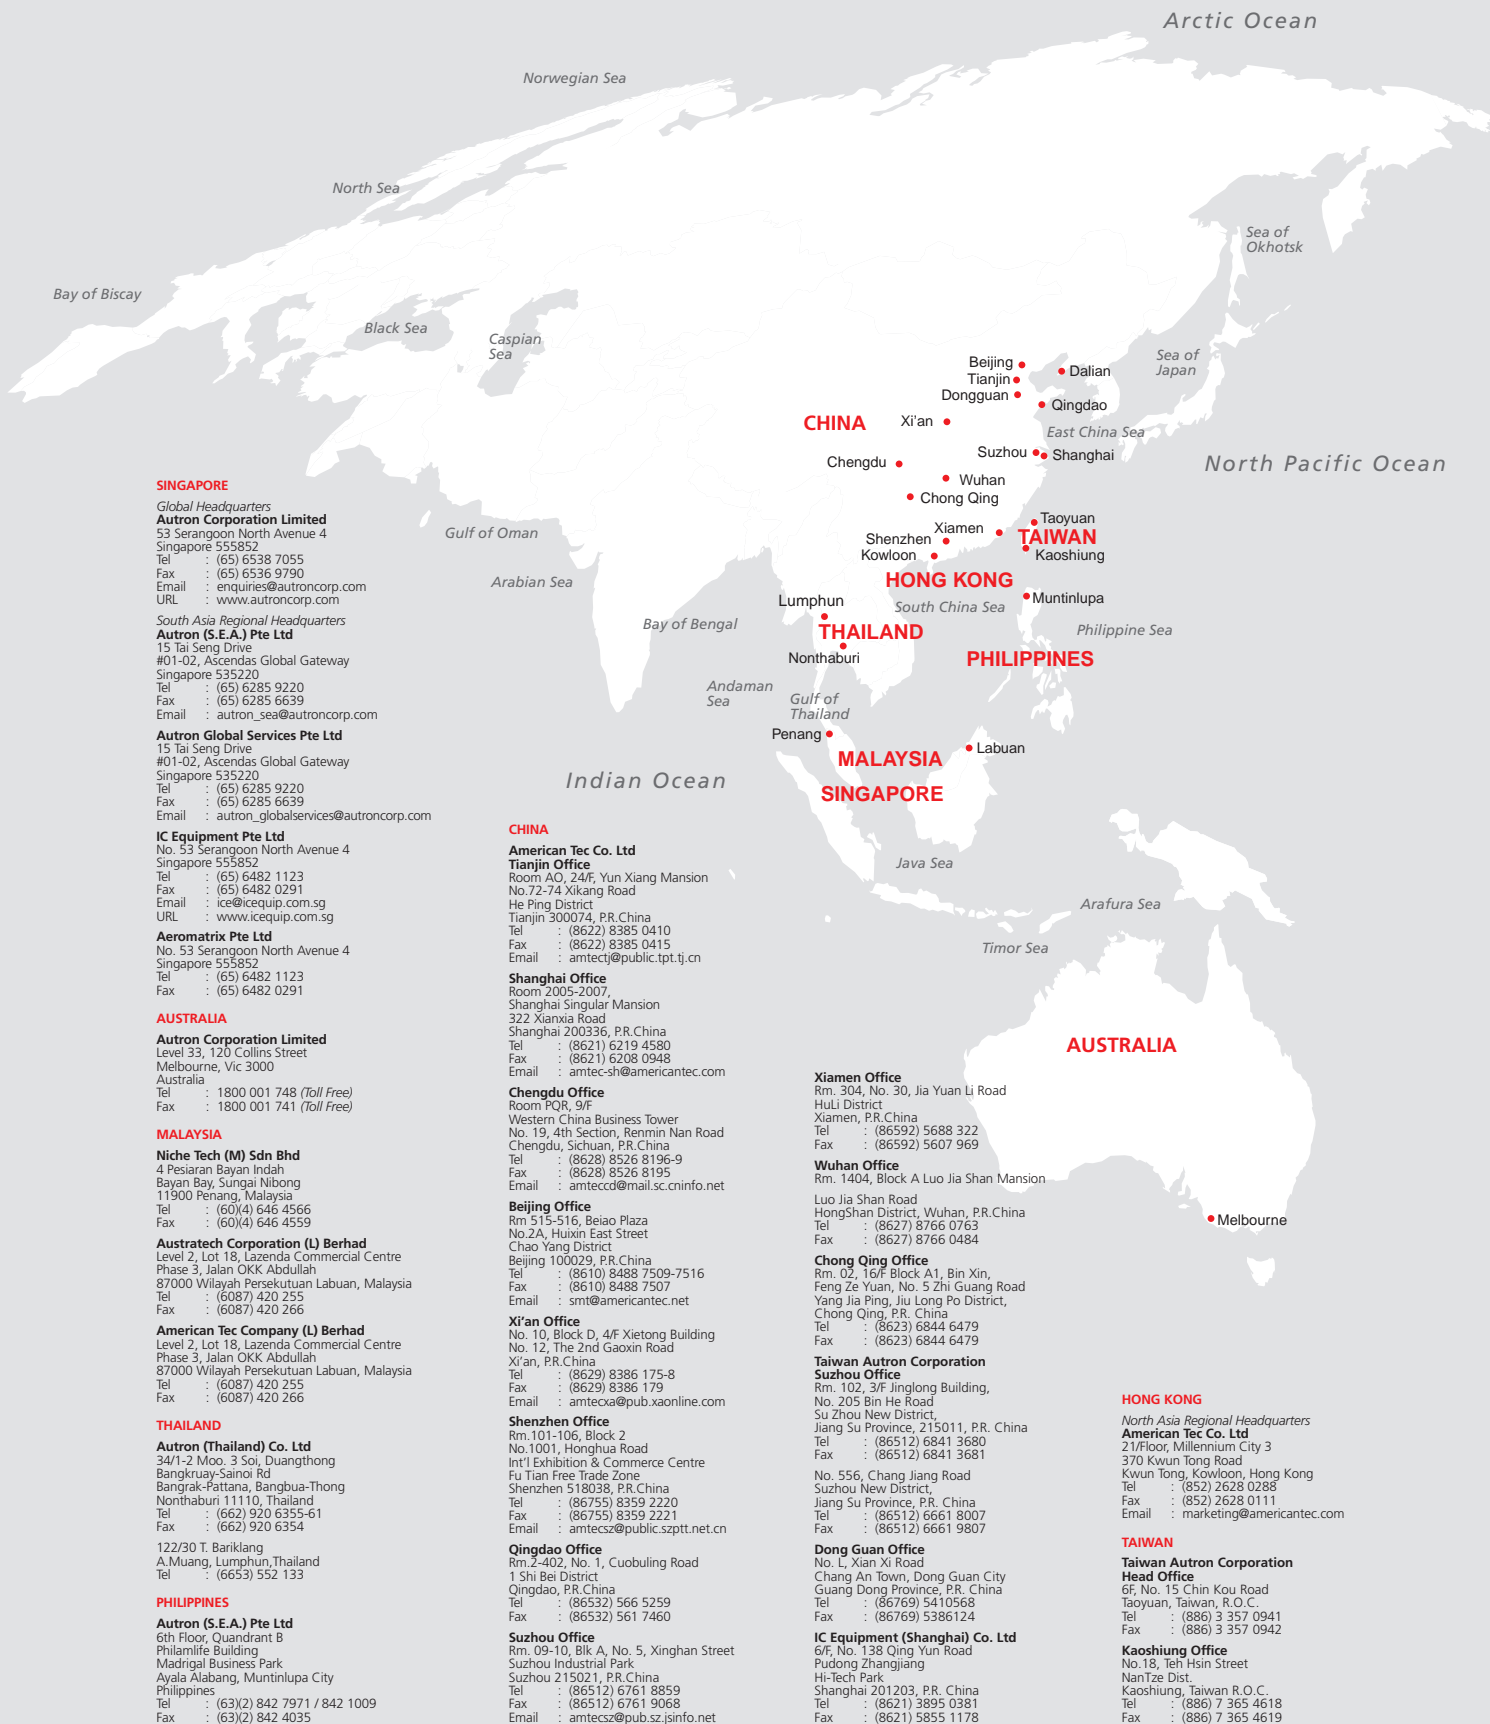 Arctic Ocean
Norwegian Sea
North Sea
Sea of
Okhotsk
Bay of Biscay
Black Sea
Caspian
Sea
Sea of
Japan
Beijing
Dalian
Tianjin
Dongguan
Qingdao
CHINA
Xi'an
East China Sea
Suzhou
Shanghai
Chengdu
North Pacific Ocean
Wuhan
Chong Qing
Gulf of Oman
Taoyuan
Xiamen
TAIWAN
Shenzhen
Kowloon
Kaoshiung
Arabian Sea
HONG KONG
Lumphun
South China Sea
Muntinlupa
Bay of Bengal
THAILAND
Philippine Sea
Nonthaburi
PHILIPPINES
Andaman
Sea
Gulf of
Thailand
Penang
Labuan
MALAYSIA
Indian Ocean
SINGAPORE
Java Sea
Arafura Sea
Timor Sea
AUSTRALIA
Melbourne
SINGAPORE
Global Headquarters
Autron Corporation Limited
53 Serangoon North Avenue 4
Singapore 555852
Tel : (65) 6538 7055
Fax : (65) 6536 9790
Email : enquiries@autroncorp.com
URL : www.autroncorp.com
South Asia Regional Headquarters
Autron (S.E.A.) Pte Ltd
15 Tai Seng Drive
#01-02, Ascendas Global Gateway
Singapore 535220
Tel : (65) 6285 9220
Fax : (65) 6285 6639
Email : autron_sea@autroncorp.com
Autron Global Services Pte Ltd
15 Tai Seng Drive
#01-02, Ascendas Global Gateway
Singapore 535220
Tel : (65) 6285 9220
Fax : (65) 6285 6639
Email : autron_globalservices@autroncorp.com
IC Equipment Pte Ltd
No. 53 Serangoon North Avenue 4
Singapore 555852
Tel : (65) 6482 1123
Fax : (65) 6482 0291
Email : ice@icequip.com.sg
URL : www.icequip.com.sg
Aeromatrix Pte Ltd
No. 53 Serangoon North Avenue 4
Singapore 555852
Tel : (65) 6482 1123
Fax : (65) 6482 0291
AUSTRALIA
Autron Corporation Limited
Level 33, 120 Collins Street
Melbourne, Vic 3000
Australia
Tel : 1800 001 748 (Toll Free)
Fax : 1800 001 741 (Toll Free)
MALAYSIA
Niche Tech (M) Sdn Bhd
4 Pesiaran Bayan Indah
Bayan Bay, Sungai Nibong
11900 Penang, Malaysia
Tel : (60)(4) 646 4566
Fax : (60)(4) 646 4559
Austratech Corporation (L) Berhad
Level 2, Lot 18, Lazenda Commercial Centre
Phase 3, Jalan OKK Abdullah
87000 Wilayah Persekutuan Labuan, Malaysia
Tel : (6087) 420 255
Fax : (6087) 420 266
American Tec Company (L) Berhad
Level 2, Lot 18, Lazenda Commercial Centre
Phase 3, Jalan OKK Abdullah
87000 Wilayah Persekutuan Labuan, Malaysia
Tel : (6087) 420 255
Fax : (6087) 420 266
THAILAND
Autron (Thailand) Co. Ltd
34/1-2 Moo. 3 Soi, Duangthong
Bangkruay-Sainoi Rd
Bangrak-Pattana, Bangbua-Thong
Nonthaburi 11110, Thailand
Tel : (662) 920 6355-61
Fax : (662) 920 6354
122/30 T. Bariklang
A.Muang, Lumphun,Thailand
Tel : (6653) 552 133
PHILIPPINES
Autron (S.E.A.) Pte Ltd
6th Floor, Quandrant B
Philamlife Building
Madrigal Business Park
Ayala Alabang, Muntinlupa City
Philippines
Tel : (63)(2) 842 7971 / 842 1009
Fax : (63)(2) 842 4035
CHINA
American Tec Co. Ltd
Tianjin Office
Room AO, 24/F, Yun Xiang Mansion
No.72-74 Xikang Road
He Ping District
Tianjin 300074, P.R.China
Tel : (8622) 8385 0410
Fax : (8622) 8385 0415
Email : amtectj@public.tpt.tj.cn
Shanghai Office
Room 2005-2007,
Shanghai Singular Mansion
322 Xianxia Road
Shanghai 200336, P.R.China
Tel : (8621) 6219 4580
Fax : (8621) 6208 0948
Email : amtec-sh@americantec.com
Chengdu Office
Room PQR, 9/F
Western China Business Tower
No. 19, 4th Section, Renmin Nan Road
Chengdu, Sichuan, P.R.China
Tel : (8628) 8526 8196-9
Fax : (8628) 8526 8195
Email : amteccd@mail.sc.cninfo.net
Beijing Office
Rm 515-516, Beiao Plaza
No.2A, Huixin East Street
Chao Yang District
Beijing 100029, P.R.China
Tel : (8610) 8488 7509-7516
Fax : (8610) 8488 7507
Email : smt@americantec.net
Xi'an Office
No. 10, Block D, 4/F Xietong Building
No. 12, The 2nd Gaoxin Road
Xi'an, P.R.China
Tel : (8629) 8386 175-8
Fax : (8629) 8386 179
Email : amtecxa@pub.xaonline.com
Shenzhen Office
Rm.101-106, Block 2
No.1001, Honghua Road
Int'l Exhibition & Commerce Centre
Fu Tian Free Trade Zone
Shenzhen 518038, P.R.China
Tel : (86755) 8359 2220
Fax : (86755) 8359 2221
Email : amtecsz@public.szptt.net.cn
Qingdao Office
Rm.2-402, No. 1, Cuobuling Road
1 Shi Bei District
Qingdao, P.R.China
Tel : (86532) 566 5259
Fax : (86532) 561 7460
Suzhou Office
Rm. 09-10, Blk A, No. 5, Xinghan Street
Suzhou Industrial Park
Suzhou 215021, P.R.China
Tel : (86512) 6761 8859
Fax : (86512) 6761 9068
Email : amtecsz@pub.sz.jsinfo.net
Xiamen Office
Rm. 304, No. 30, Jia Yuan Li Road
HuLi District
Xiamen, P.R.China
Tel : (86592) 5688 322
Fax : (86592) 5607 969
Wuhan Office
Rm. 1404, Block A Luo Jia Shan Mansion
Luo Jia Shan Road
HongShan District, Wuhan, P.R.China
Tel : (8627) 8766 0763
Fax : (8627) 8766 0484
Chong Qing Office
Rm. 02, 16/F Block A1, Bin Xin,
Feng Ze Yuan, No. 5 Zhi Guang Road
Yang Jia Ping, Jiu Long Po District,
Chong Qing, P.R. China
Tel : (8623) 6844 6479
Fax : (8623) 6844 6479
Taiwan Autron Corporation
Suzhou Office
Rm. 102, 3/F Jinglong Building,
No. 205 Bin He Road
Su Zhou New District,
Jiang Su Province, 215011, P.R. China
Tel : (86512) 6841 3680
Fax : (86512) 6841 3681
No. 556, Chang Jiang Road
Suzhou New District,
Jiang Su Province, P.R. China
Tel : (86512) 6661 8007
Fax : (86512) 6661 9807
Dong Guan Office
No. L, Xian Xi Road
Chang An Town, Dong Guan City
Guang Dong Province, P.R. China
Tel : (86769) 5410568
Fax : (86769) 5386124
IC Equipment (Shanghai) Co. Ltd
6/F, No. 138 Qing Yun Road
Pudong Zhangjiang
Hi-Tech Park
Shanghai 201203, P.R. China
Tel : (8621) 3895 0381
Fax : (8621) 5855 1178
HONG KONG
North Asia Regional Headquarters
American Tec Co. Ltd
21/Floor, Millennium City 3
370 Kwun Tong Road
Kwun Tong, Kowloon, Hong Kong
Tel : (852) 2628 0288
Fax : (852) 2628 0111
Email : marketing@americantec.com
TAIWAN
Taiwan Autron Corporation
Head Office
6F, No. 15 Chin Kou Road
Taoyuan, Taiwan, R.O.C.
Tel : (886) 3 357 0941
Fax : (886) 3 357 0942
Kaoshiung Office
No.18, Teh Hsin Street
NanTze Dist.
Kaoshiung, Taiwan R.O.C.
Tel : (886) 7 365 4618
Fax : (886) 7 365 4619